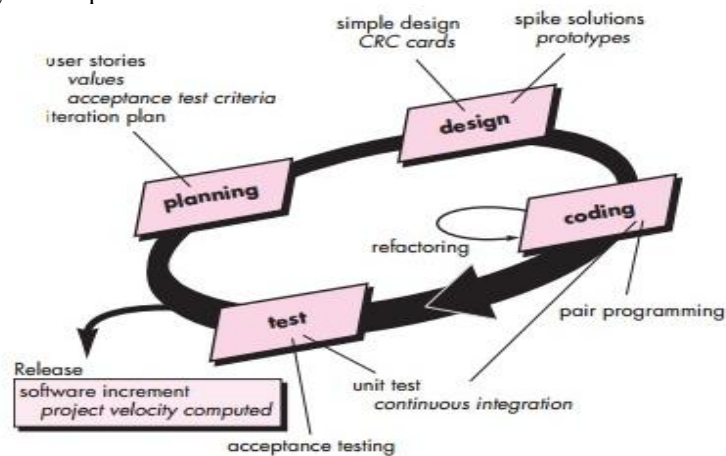 simple design
CRC cards
spike solutions
prototypes
user stories
values
acceptance test criteria
iteration plan
design
planning
coding
refactoring
test
pair programming
Release
software increment
project velocity computed
unit test
continuous integration
acceptance testing